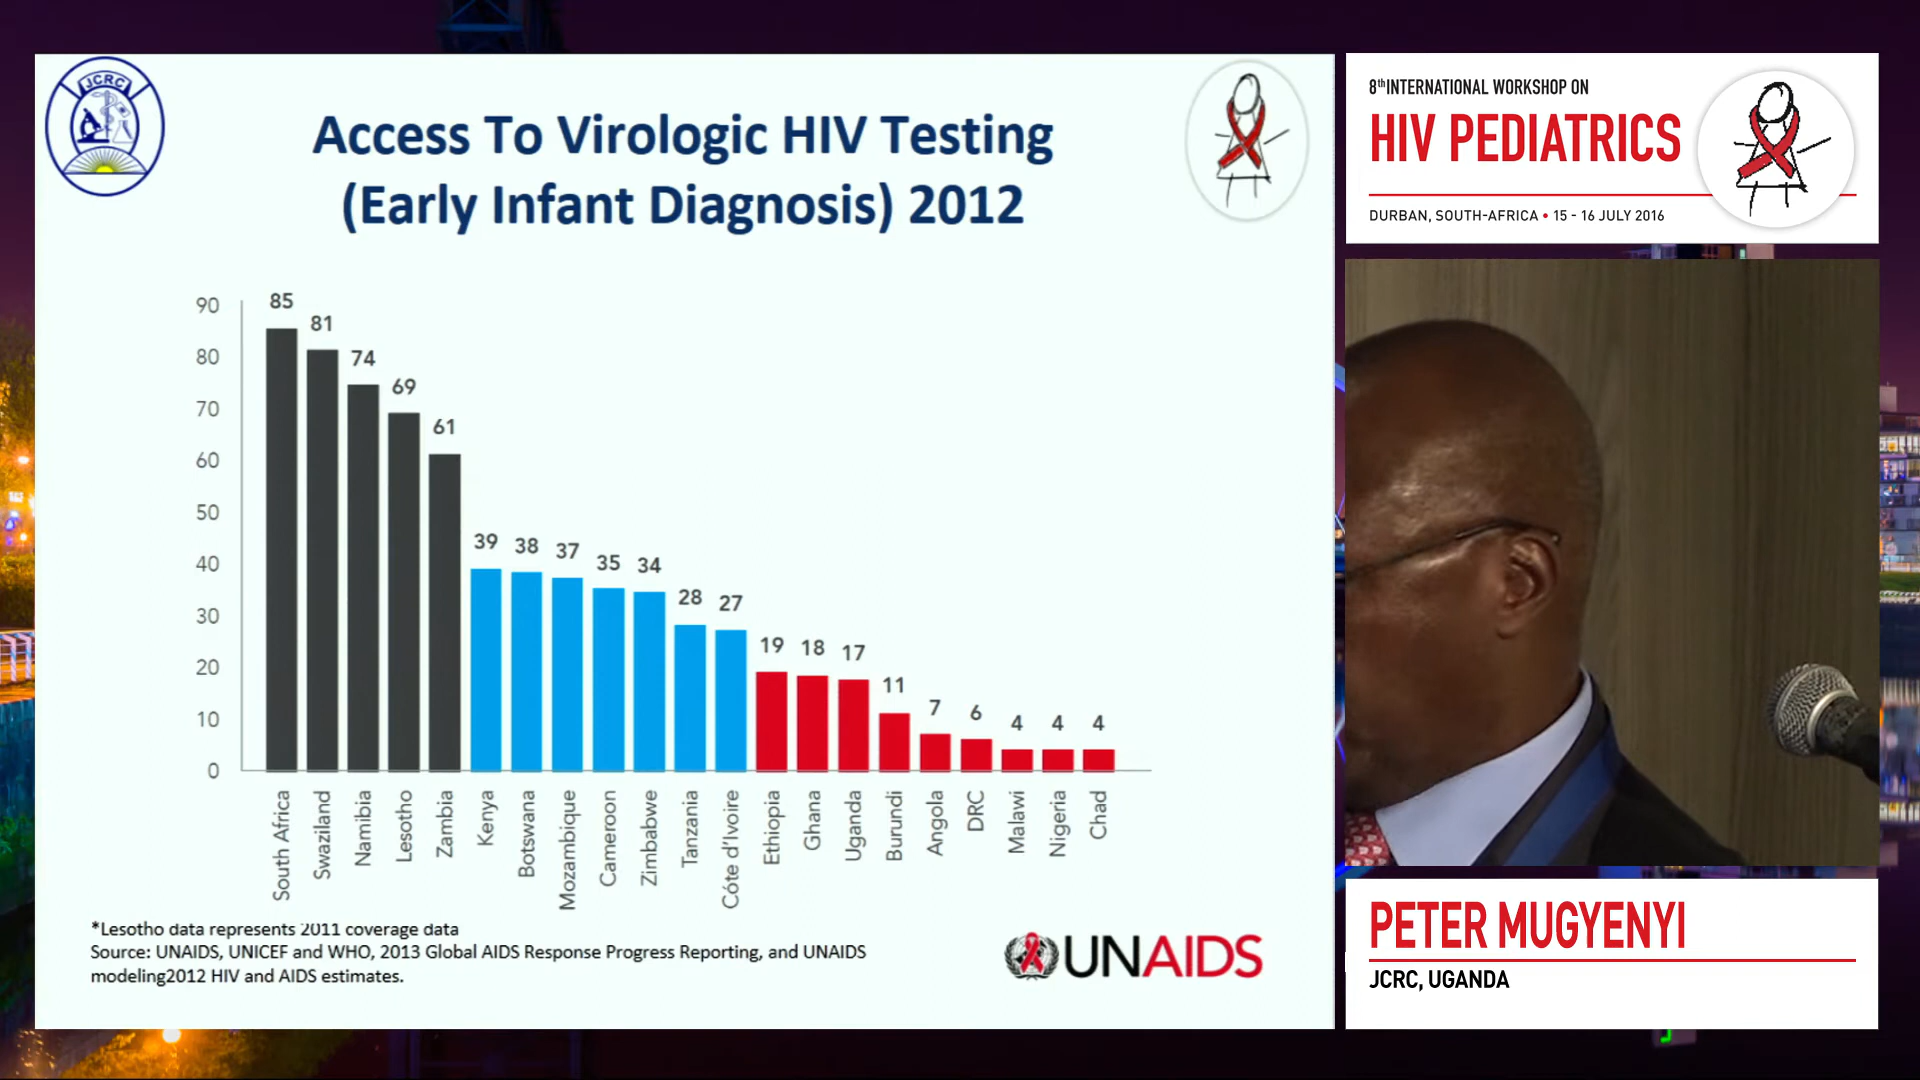 JCRC
Access To Virologic HIV Testing
(Early Infant Diagnosis) 2012
90
80
70
60
50
40
30
20
10
0
85
81
74
69
61
39
38
37
35
34
28
27
19
18
17
11
7
6
4
4
4
South Africa
Swaziland
Namibia
Lesotho
Zambia
Kenya
Botswana
Mozambique
Cameroon
Zimbabwe
Tanzania
Côte d'Ivoire
Ethiopia
Ghana
Uganda
Burundi
Angola
DRC
Malawi
Nigeria
Chad
*Lesotho data represents 2011 coverage data
Source: UNAIDS, UNICEF and WHO, 2013 Global AIDS Response Progress Reporting, and UNAIDS
modeling2012 HIV and AIDS estimates.
UNAIDS
8th INTERNATIONAL WORKSHOP ON
HIV PEDIATRICS
DURBAN, SOUTH-AFRICA • 15 - 16 JULY 2016
PETER MUGYENYI
JCRC, UGANDA